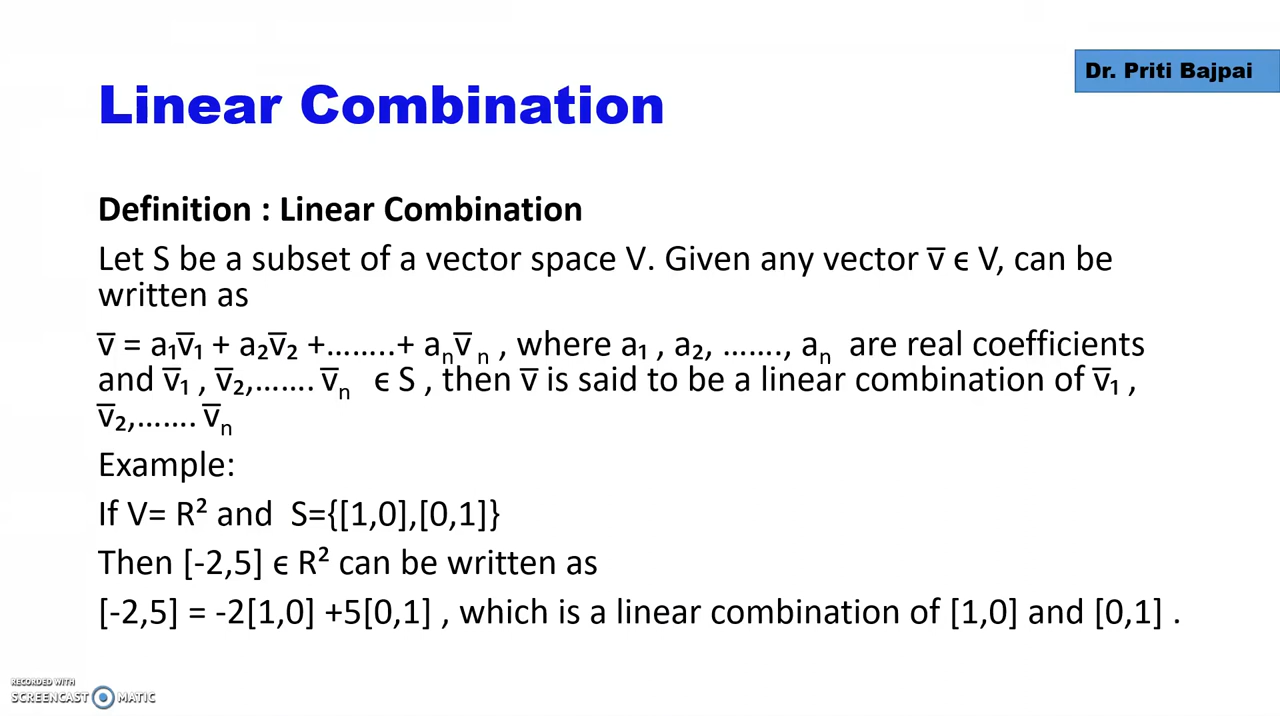 Dr. Priti Bajpai
Linear Combination
Definition : Linear Combination
Let S be a subset of a vector space V. Given any vector v̅ ϵ V, can be
written as
v̅ = a₁v̅₁ + a₂v̅₂ +……..+ aₙv̅ ₙ , where a₁ , a₂, ……., aₙ are real coefficients
and v̅₁ , v̅₂,……. v̅ₙ ϵ S , then v̅ is said to be a linear combination of v̅₁ ,
v̅₂,……. v̅ₙ
Example:
If V= R² and S={[1,0],[0,1]}
Then [-2,5] ϵ R² can be written as
[-2,5] = -2[1,0] +5[0,1] , which is a linear combination of [1,0] and [0,1] .
RECORDED WITH
SCREENCAST MATIC